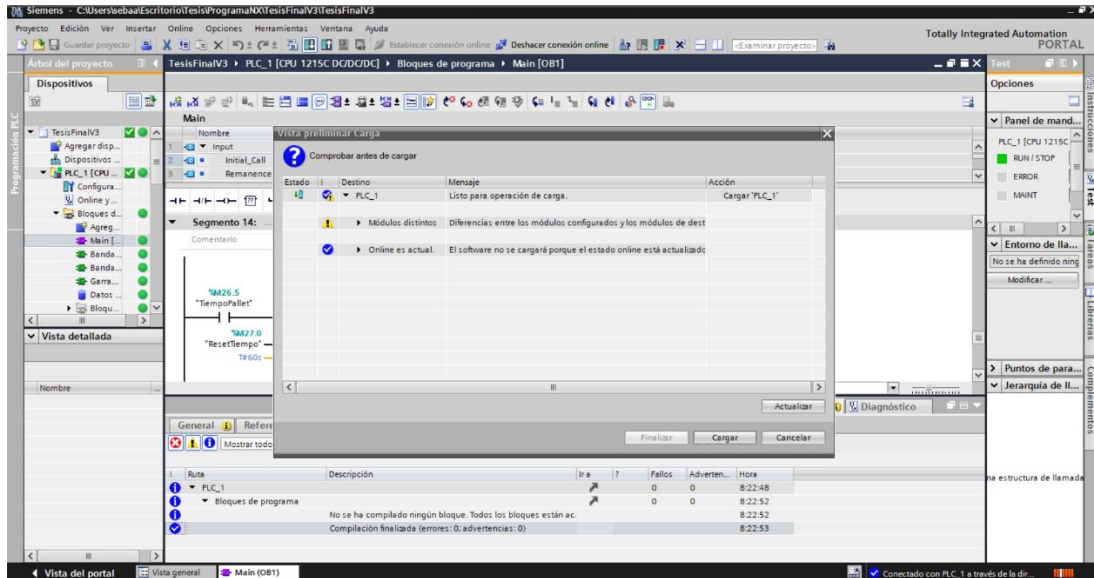 Siemens - C:\Users\sebaa\Escritorio\Tesis\ProgramaNX\TesisFinalV3\TesisFinalV3
Proyecto Edición Ver Insertar Online Opciones Herramientas Ventana Ayuda
Totally Integrated Automation
PORTAL
Guardar proyecto Establecer conexión online Deshacer conexión online <Examinar proyecto>
Árbol del proyecto
TesisFinalV3 PLC_1 [CPU 1215C DC/DC/DC] Bloques de programa Main [OB1]
Test
Dispositivos
Opciones
Programación PLC
TesisFinalV3
Agregar disp...
Dispositivos ...
PLC_1 [CPU ...
Configura...
Online y ...
Bloques d...
Agreg...
Main [...
Banda...
Banda...
Garra...
Datos ...
Bloqu...
Vista detallada
Nombre
Main
Nombre
1 Input
2 Initial_Call
3 Remanence
Segmento 14:
Comentario
%M26.5
"TiempoPallet"
%M27.0
"ResetTiempo"
T#60s
Vista preliminar Carga
Comprobar antes de cargar
Estado ! Destino Mensaje Acción
PLC_1 Listo para operación de carga. Cargar 'PLC_1'
Módulos distintos Diferencias entre los módulos configurados y los módulos de dest
Online es actual. El software no se cargará porque el estado online está actualizado
Actualizar
Finalizar Cargar Cancelar
Panel de mand...
PLC_1 [CPU 1215C
RUN / STOP
ERROR
MAINT
Entorno de lla...
No se ha definido ning
Modificar ...
Puntos de para...
Jerarquía de ll...
na estructura de llamada
Instrucciones
Test
Tareas
Librerías
Complementos
Diagnóstico
General Refere
Mostrar todo
! Ruta Descripción Ir a ? Fallos Adverten... Hora
PLC_1 0 0 8:22:48
Bloques de programa 0 0 8:22:52
No se ha compilado ningún bloque. Todos los bloques están ac. 8:22:52
Compilación finalizada (errores: 0; advertencias: 0) 8:22:53
Vista del portal Vista general Main (OB1) Conectado con PLC_1 a través de la dir...